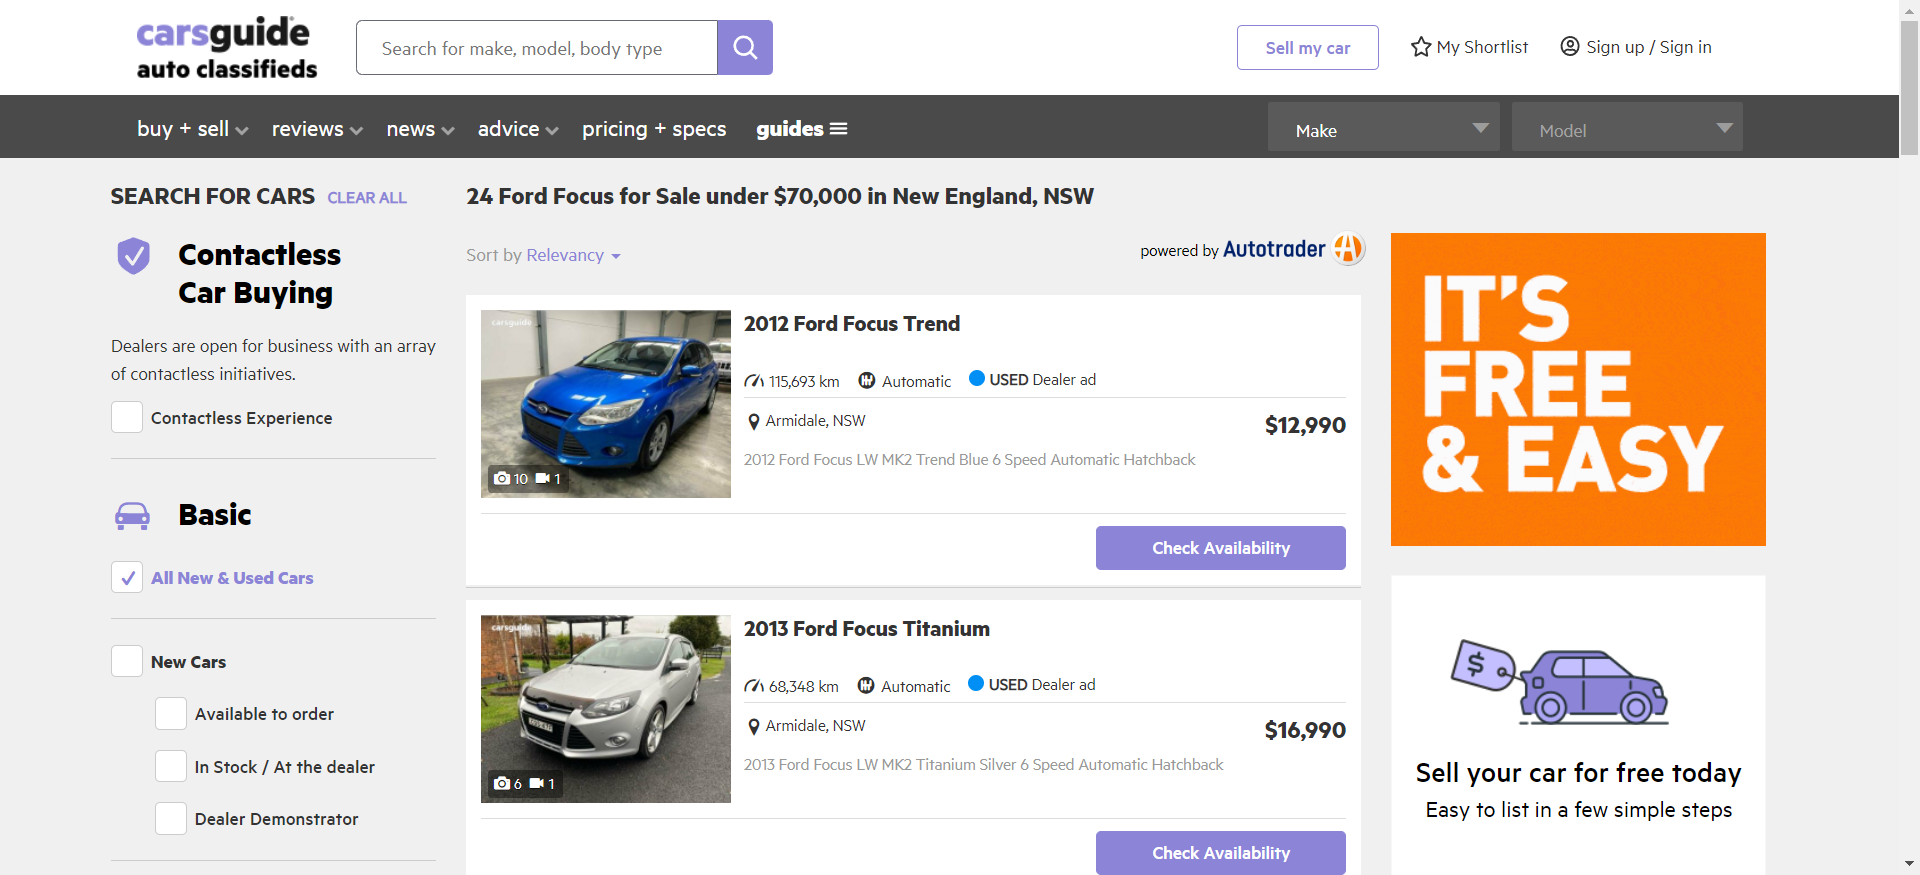 carsguide
auto classifieds
Search for make, model, body type
Sell my car
My Shortlist
Sign up / Sign in
buy + sell
reviews
news
advice
pricing + specs
guides
Make
Model
SEARCH FOR CARS CLEAR ALL
Contactless
Car Buying
Dealers are open for business with an array
of contactless initiatives.
Contactless Experience
Basic
All New & Used Cars
New Cars
Available to order
In Stock / At the dealer
Dealer Demonstrator
24 Ford Focus for Sale under $70,000 in New England, NSW
Sort by Relevancy
powered by Autotrader
carsguide
10 1
2012 Ford Focus Trend
115,693 km Automatic USED Dealer ad
Armidale, NSW
$12,990
2012 Ford Focus LW MK2 Trend Blue 6 Speed Automatic Hatchback
Check Availability
carsguide
6 1
2013 Ford Focus Titanium
68,348 km Automatic USED Dealer ad
Armidale, NSW
$16,990
2013 Ford Focus LW MK2 Titanium Silver 6 Speed Automatic Hatchback
Check Availability
IT'S
FREE
& EASY
$
Sell your car for free today
Easy to list in a few simple steps